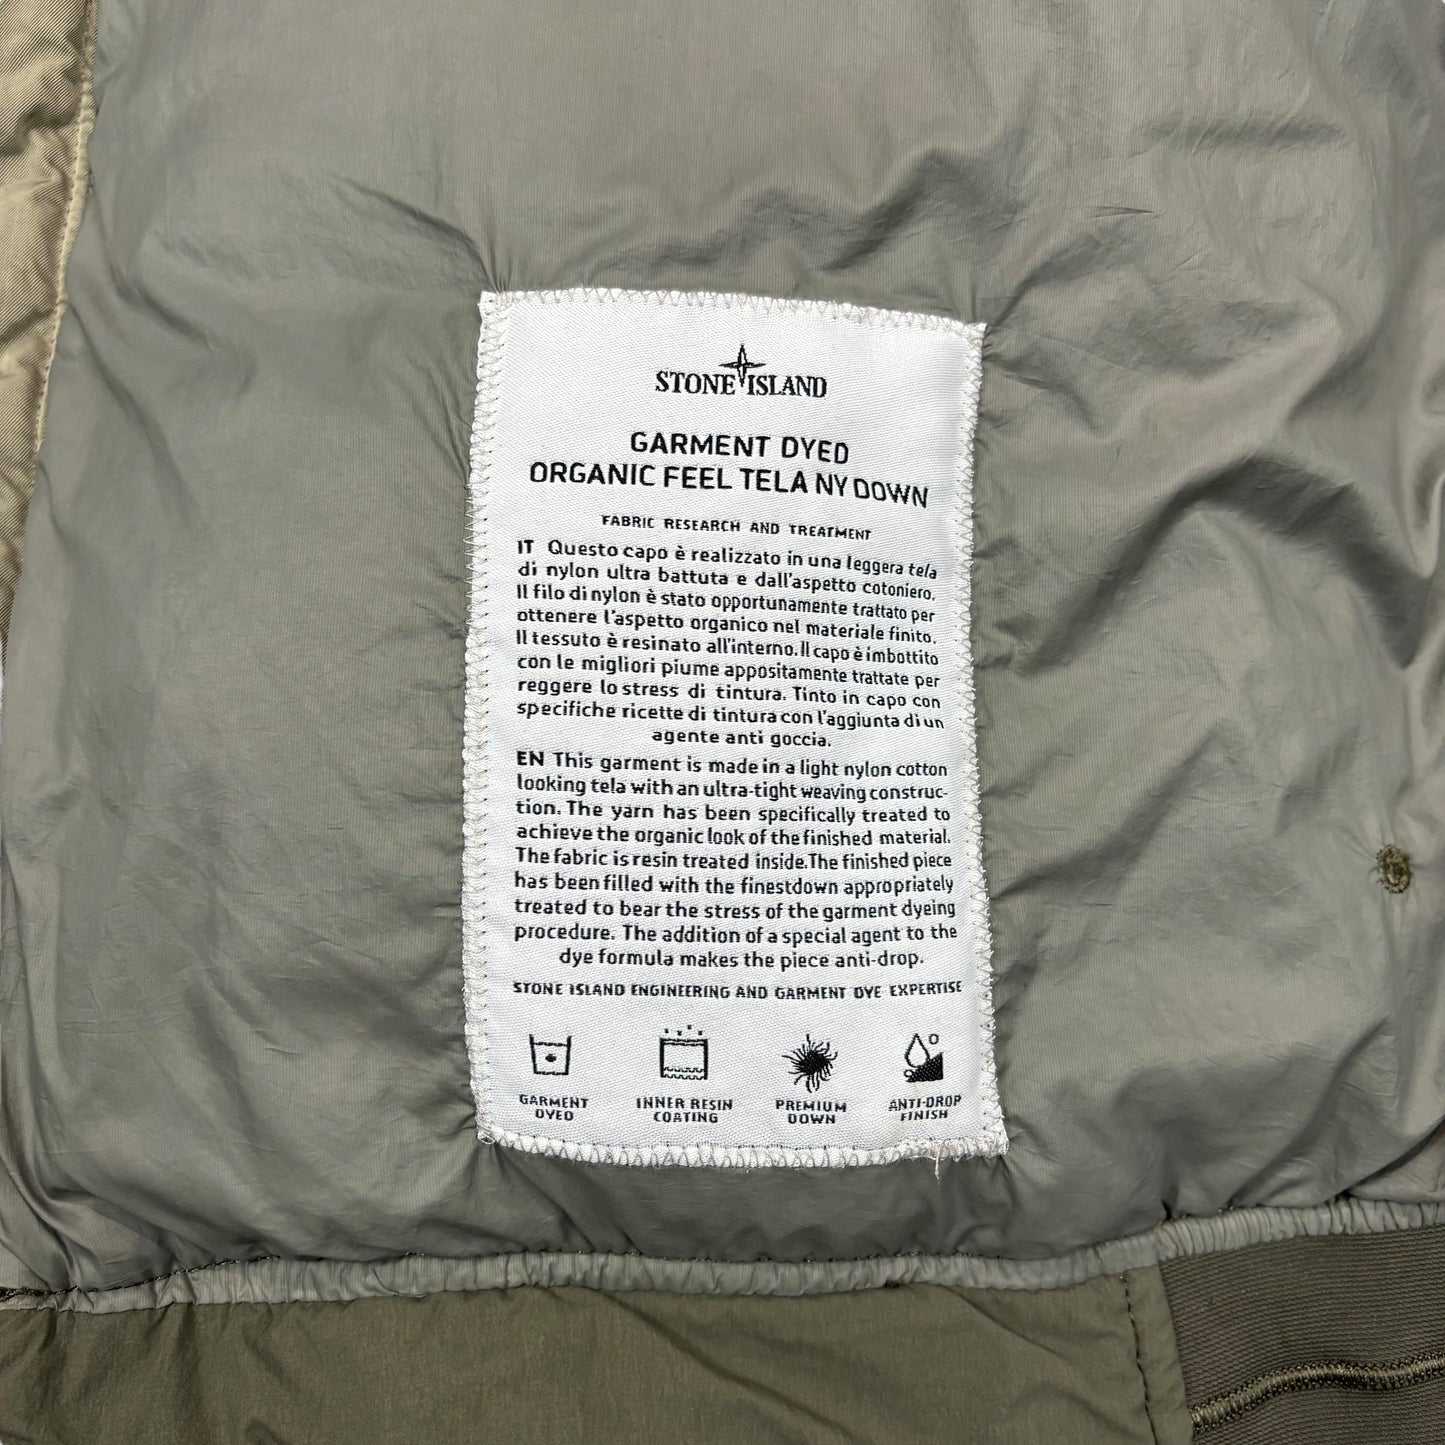 STONE ISLAND
GARMENT DYED
ORGANIC FEEL TELA NY DOWN
FABRIC RESEARCH AND TREATMENT
IT Questo capo è realizzato in una leggera tela
di nylon ultra battuta e dall'aspetto cotoniero.
Il filo di nylon è stato opportunamente trattato per
ottenere l'aspetto organico nel materiale finito.
Il tessuto è resinato all'interno. Il capo è imbottito
con le migliori piume appositamente trattate per
reggere lo stress di tintura. Tinto in capo con
specifiche ricette di tintura con l'aggiunta di un
agente anti goccia.
EN This garment is made in a light nylon cotton
looking tela with an ultra-tight weaving construc-
tion. The yarn has been specifically treated to
achieve the organic look of the finished material.
The fabric is resin treated inside. The finished piece
has been filled with the finest down appropriately
treated to bear the stress of the garment dyeing
procedure. The addition of a special agent to the
dye formula makes the piece anti-drop.
STONE ISLAND ENGINEERING AND GARMENT DYE EXPERTISE
GARMENT DYED
INNER RESIN COATING
PREMIUM DOWN
ANTI-DROP FINISH